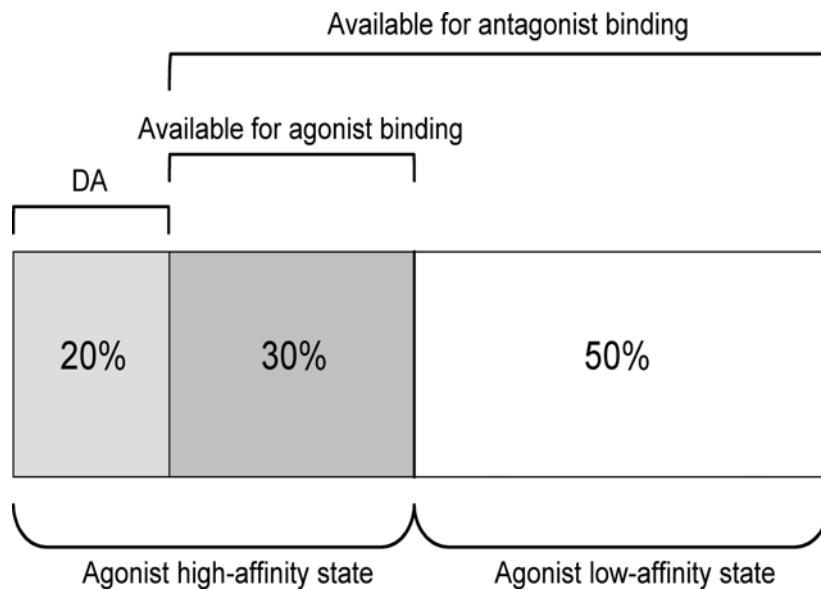 Available for antagonist binding
Available for agonist binding
DA
20%
30%
50%
Agonist high-affinity state
Agonist low-affinity state